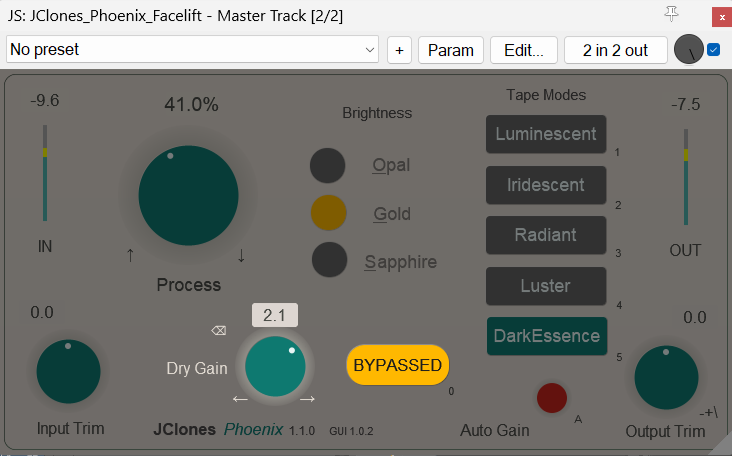 JS: JClones_Phoenix_Facelift - Master Track [2/2]
No preset
+
Param
Edit...
2 in 2 out
-9.6
41.0%
Brightness
Tape Modes
-7.5
Luminescent
1
Opal
Iridescent
2
Gold
Radiant
3
IN
OUT
↑
↓
Sapphire
Process
Luster
4
0.0
2.1
0.0
DarkEssence
5
Dry Gain
BYPASSED
0
← →
A
-+\
Input Trim
JClones Phoenix 1.1.0 GUI 1.0.2
Auto Gain
Output Trim